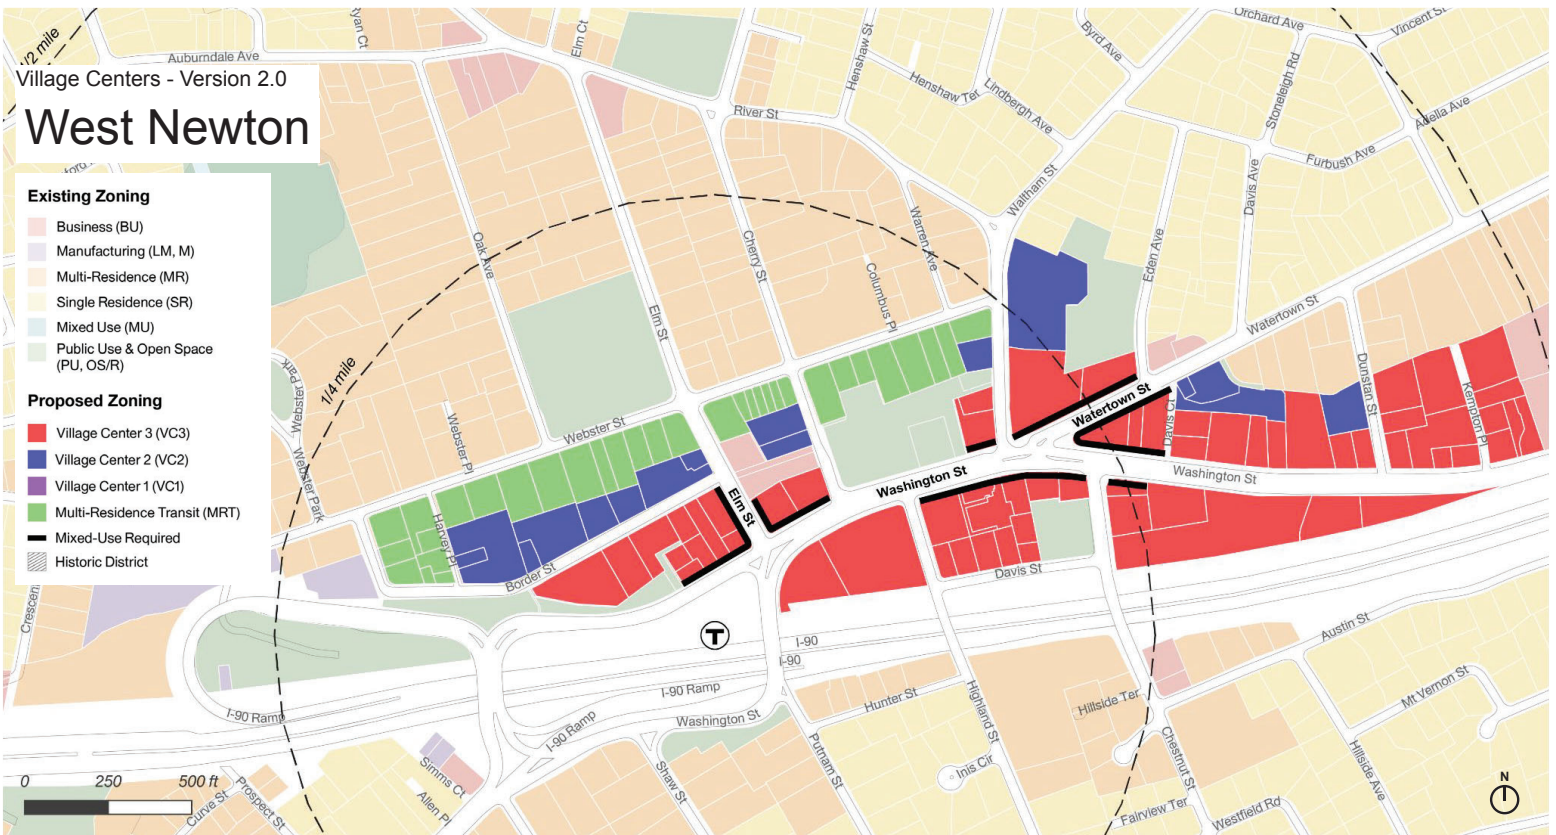 1/2 mile
Auburndale Ave
Elm Ct
Henshaw St
Byrd Ave
Orchard Ave
Vincent St
Village Centers - Version 2.0
West Newton
Henshaw Ter
Lindbergh Ave
Stoneleigh Rd
Adella Ave
River St
Furbush Ave
Existing Zoning
Business (BU)
Manufacturing (LM, M)
Multi-Residence (MR)
Single Residence (SR)
Mixed Use (MU)
Public Use & Open Space
(PU, OS/R)
Proposed Zoning
Village Center 3 (VC3)
Village Center 2 (VC2)
Village Center 1 (VC1)
Multi-Residence Transit (MRT)
Mixed-Use Required
Historic District
Waltham St
Davis Ave
Oak Ave
Cherry St
Warren Ave
Eden Ave
Columbus Pl
Elm St
Watertown St
1/4 mile
Webster Park
Dunstan St
Kempton Pl
Watertown St
Webster St
Webster Pl
Davis Ct
Webster Park
Washington St
Washington St
Elm St
Harvey Pl
Border St
Davis St
Crescent
T
I-90
I-90
Austin St
I-90 Ramp
Hunter St
Highland St
Hillside Ter
Mt Vernon St
I-90 Ramp
Washington St
I-90 Ramp
Putnam St
Chestnut St
Hillside Ave
Simms Ct
Shaw St
Inis Cir
0 250 500 ft
Curve St
Prospect St
Allen Pl
Fairview Ter
Westfield Rd
N